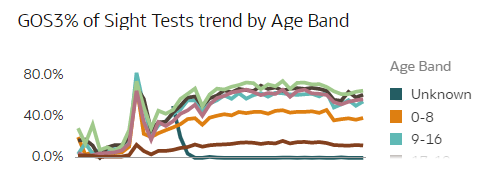 GOS3% of Sight Tests trend by Age Band
80.0%
40.0%
0.0%
Age Band
Unknown
0-8
9-16